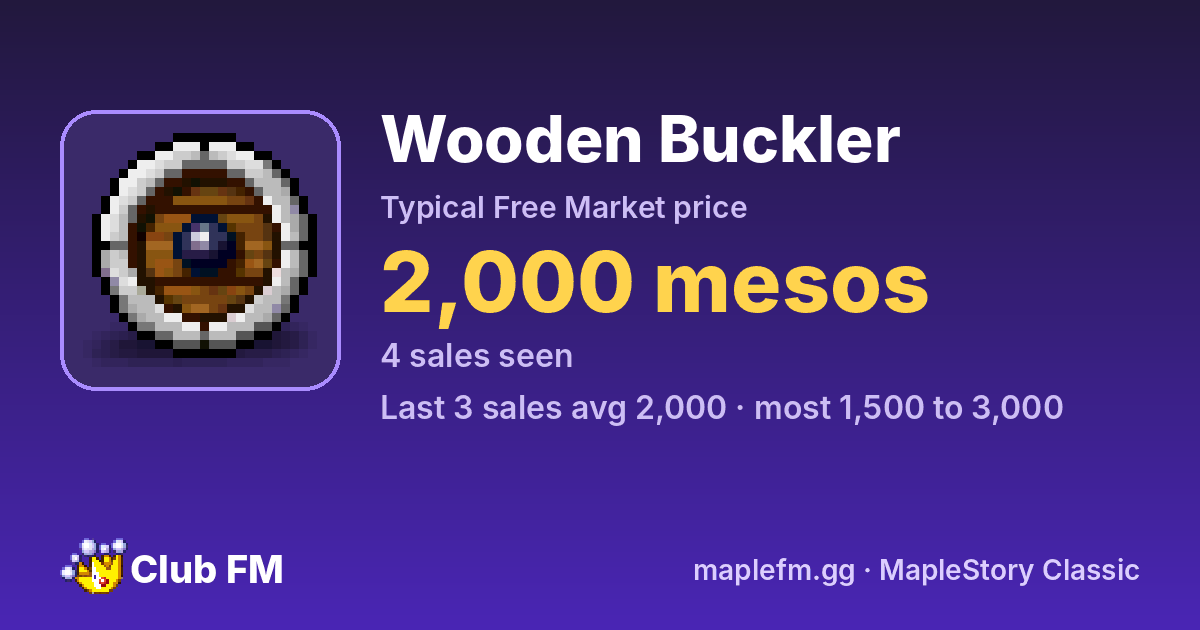 Wooden Buckler
Typical Free Market price
2,000 mesos
4 sales seen
Last 3 sales avg 2,000 · most 1,500 to 3,000
Club FM
maplefm.gg · MapleStory Classic